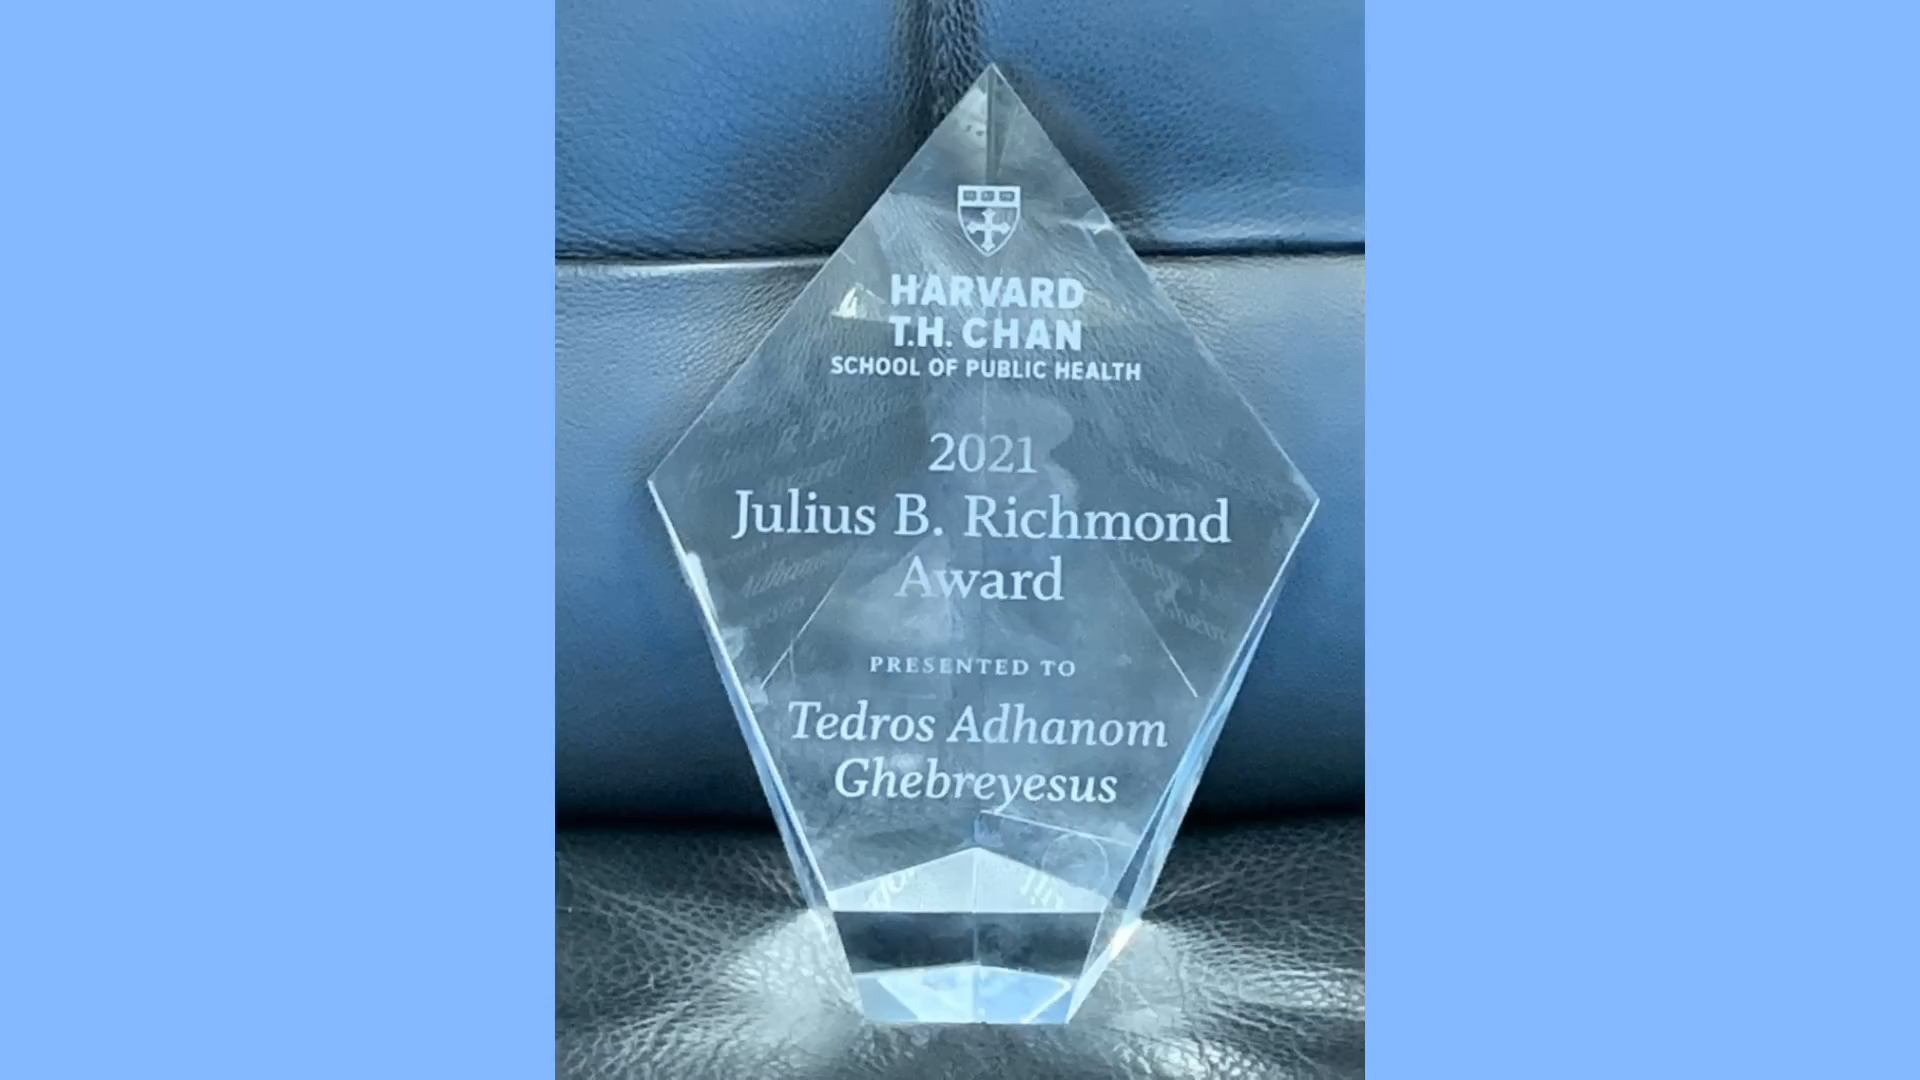 HARVARD
T.H. CHAN
SCHOOL OF PUBLIC HEALTH
2021
Julius B. Richmond
Award
PRESENTED TO
Tedros Adhanom
Ghebreyesus